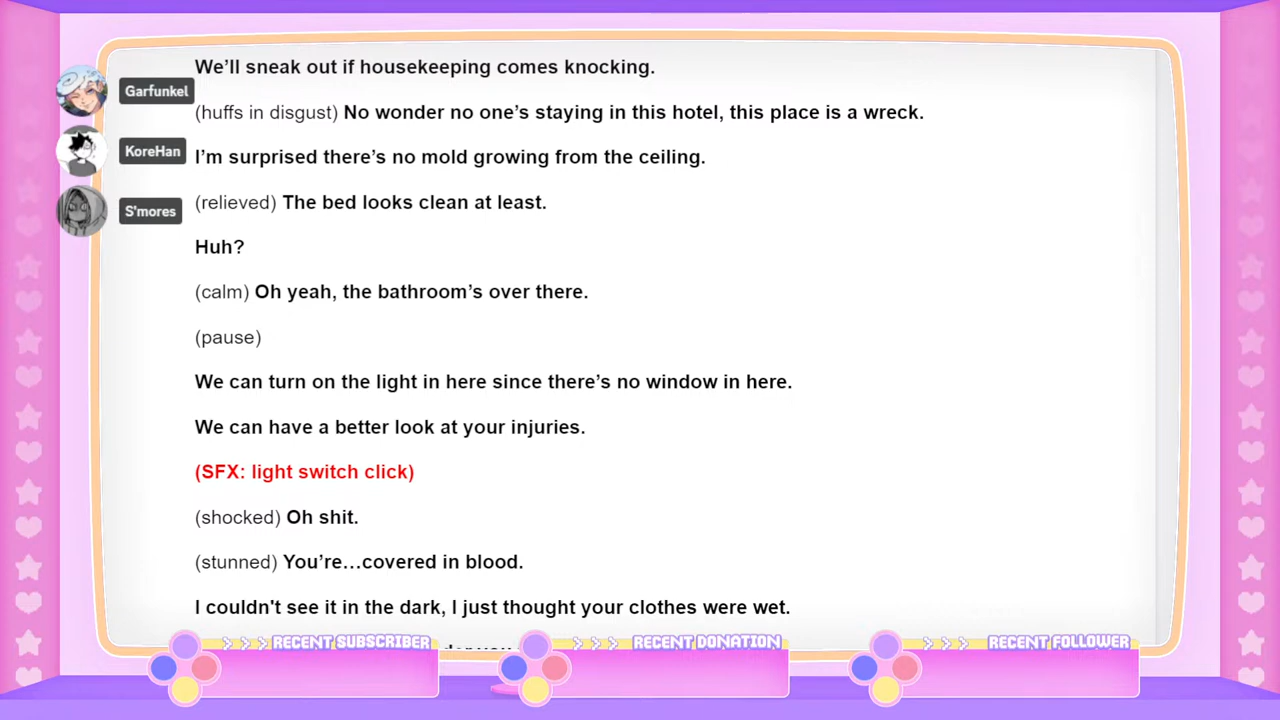 We’ll sneak out if housekeeping comes knocking.
Garfunkel
(huffs in disgust) No wonder no one’s staying in this hotel, this place is a wreck.
KoreHan
I’m surprised there’s no mold growing from the ceiling.
S'mores
(relieved) The bed looks clean at least.
Huh?
(calm) Oh yeah, the bathroom’s over there.
(pause)
We can turn on the light in here since there’s no window in here.
We can have a better look at your injuries.
(SFX: light switch click)
(shocked) Oh shit.
(stunned) You’re…covered in blood.
I couldn't see it in the dark, I just thought your clothes were wet.
> > > RECENT SUBSCRIBER
> > > RECENT DONATION
> > > RECENT FOLLOWER